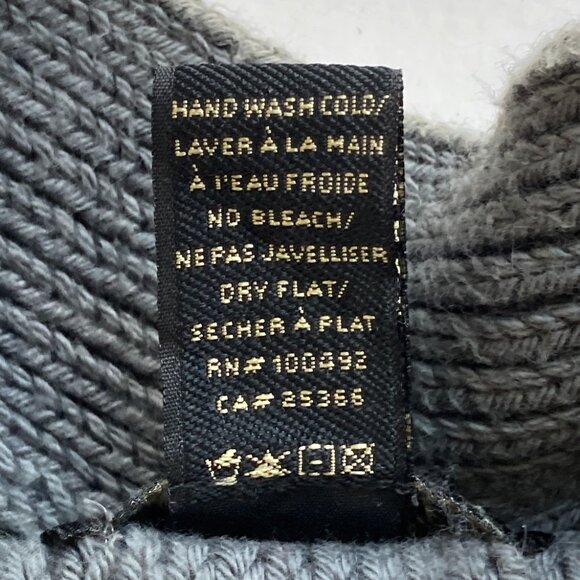 HAND WASH COLD/
LAVER À LA MAIN
À L'EAU FROIDE
NO BLEACH/
NE PAS JAVELLISER
DRY FLAT/
SECHER À PLAT
RN# 100492
CA# 25366